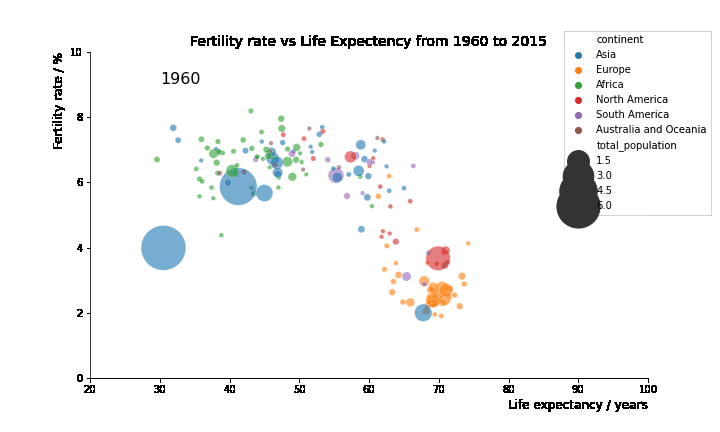 Fertility rate vs Life Expectency from 1960 to 2015
continent
Asia
Europe
Africa
North America
South America
Australia and Oceania
total_population
1.5
3.0
4.5
6.0
1960
Fertility rate / %
10
8
6
4
2
0
20 30 40 50 60 70 80 90 100
Life expectancy / years